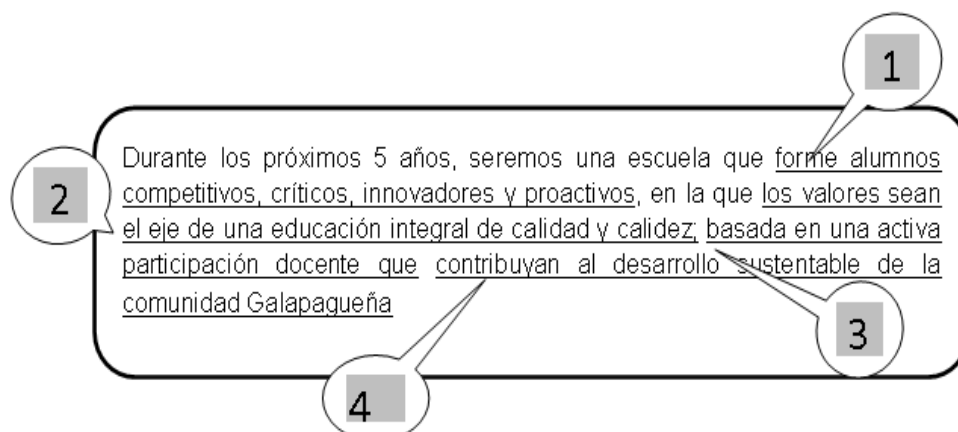 1
Durante los próximos 5 años, seremos una escuela que forme alumnos
2
competitivos, críticos, innovadores y proactivos, en la que los valores sean
el eje de una educación integral de calidad y calidez; basada en una activa
participación docente que contribuyan al desarrollo sustentable de la
comunidad Galapagueña
3
4